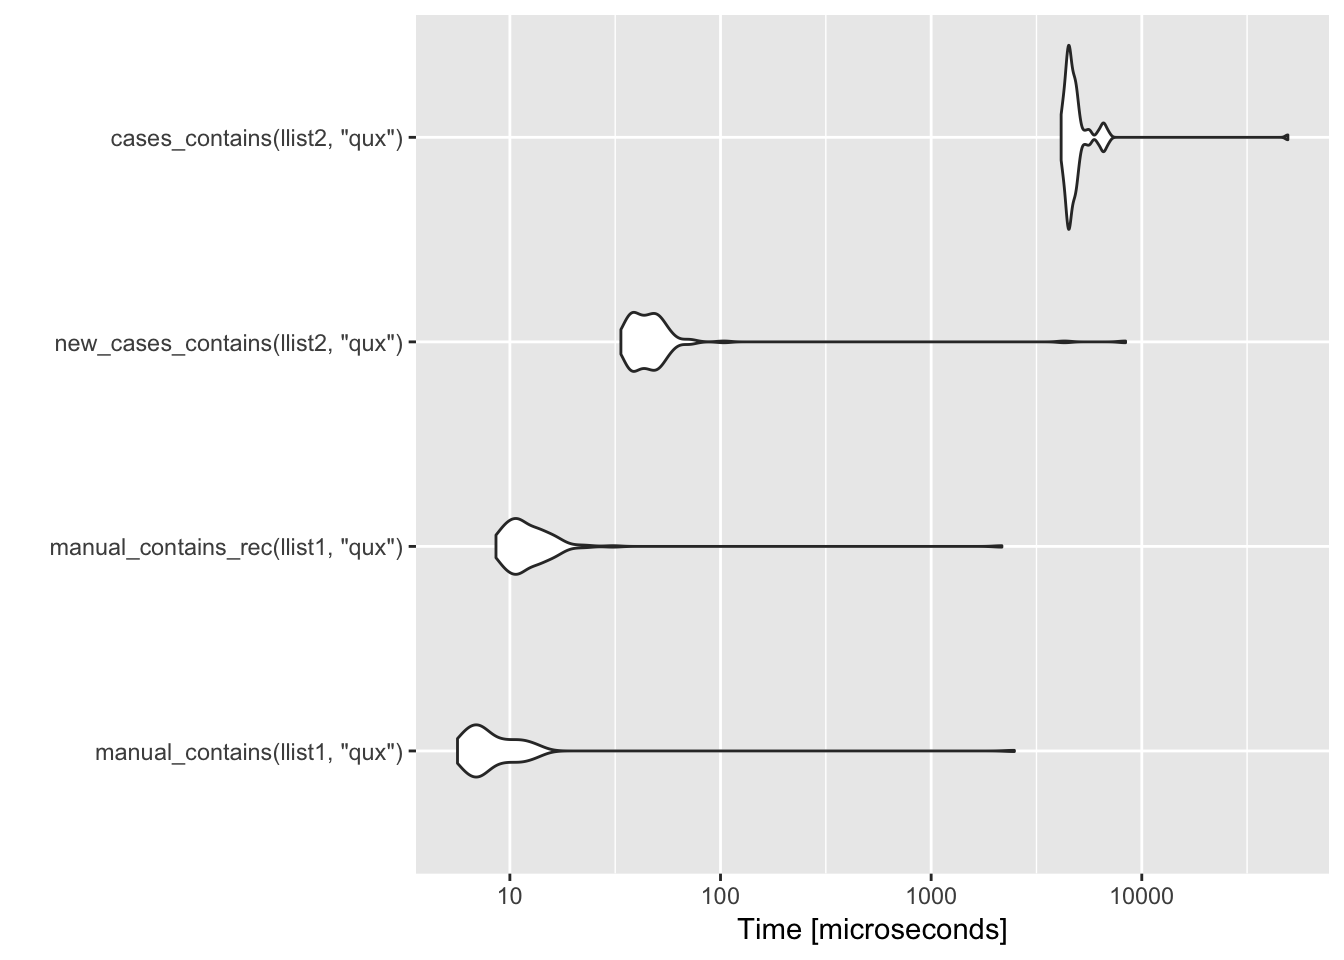 cases_contains(llist2, "qux")
new_cases_contains(llist2, "qux")
manual_contains_rec(llist1, "qux")
manual_contains(llist1, "qux")
10 100 1000 10000
Time [microseconds]